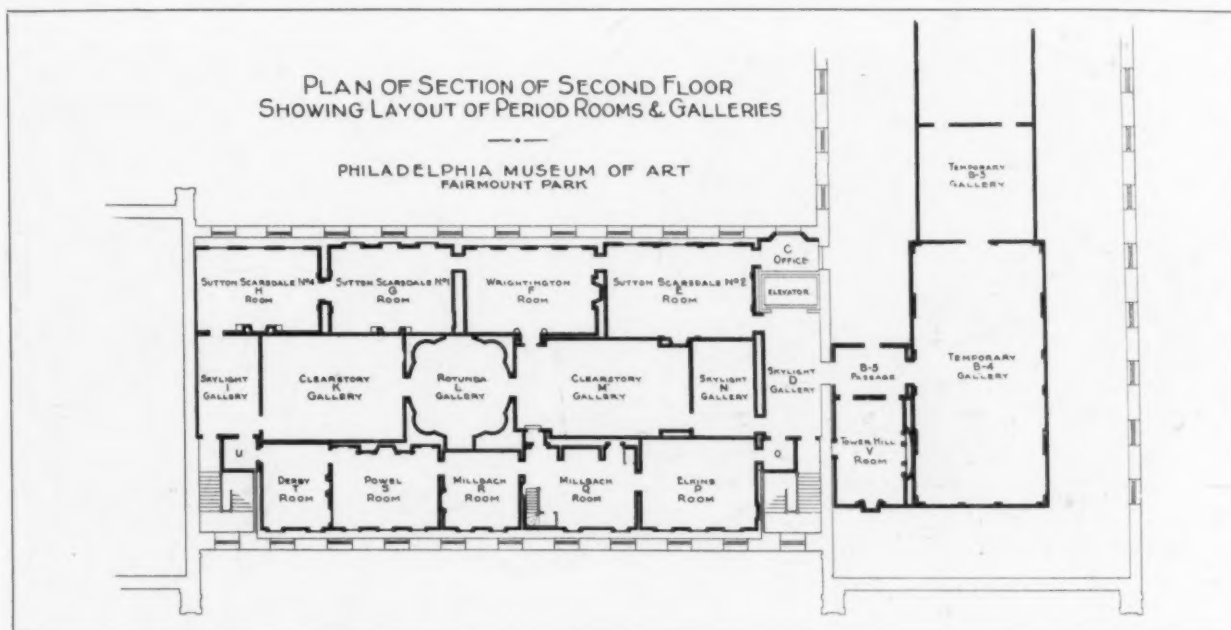 PLAN OF SECTION OF SECOND FLOOR
SHOWING LAYOUT OF PERIOD ROOMS & GALLERIES
PHILADELPHIA MUSEUM OF ART
FAIRMOUNT PARK
TEMPORARY
B-3
GALLERY
C
OFFICE
ELEVATOR
SUTTON SCARSDALE Nº4
H
ROOM
SUTTON SCARSDALE Nº1
G
ROOM
WRIGHTINGTON
F
ROOM
SUTTON SCARSDALE Nº2
E
ROOM
SKYLIGHT
I
GALLERY
CLEARSTORY
K
GALLERY
ROTUNDA
L
GALLERY
CLEARSTORY
M
GALLERY
SKYLIGHT
N
GALLERY
SKYLIGHT
D
GALLERY
B-5
PASSAGE
TEMPORARY
B-4
GALLERY
U
DERBY
T
ROOM
POWEL
S
ROOM
MILLBACH
R
ROOM
MILLBACH
Q
ROOM
ELKINS
P
ROOM
O
TOWER HILL
V
ROOM